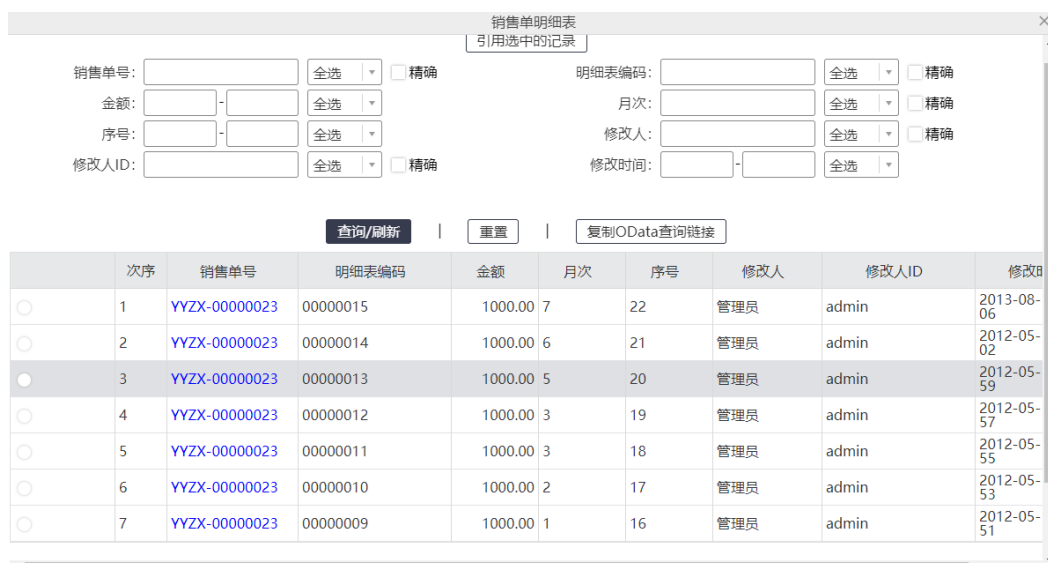 销售单明细表
引用选中的记录
销售单号: 全选 精确 明细表编码: 全选 精确
金额: - 全选 月次: 全选 精确
序号: - 全选 修改人: 全选 精确
修改人ID: 全选 精确 修改时间: - 全选
查询/刷新 | 重置 | 复制OData查询链接
次序 销售单号 明细表编码 金额 月次 序号 修改人 修改人ID
1 YYZX-00000023 00000015 1000.00 7 22 管理员 admin 2013-08-
06
2 YYZX-00000023 00000014 1000.00 6 21 管理员 admin 2012-05-
02
3 YYZX-00000023 00000013 1000.00 5 20 管理员 admin 2012-05-
59
4 YYZX-00000023 00000012 1000.00 3 19 管理员 admin 2012-05-
57
5 YYZX-00000023 00000011 1000.00 3 18 管理员 admin 2012-05-
55
6 YYZX-00000023 00000010 1000.00 2 17 管理员 admin 2012-05-
53
7 YYZX-00000023 00000009 1000.00 1 16 管理员 admin 2012-05-
51